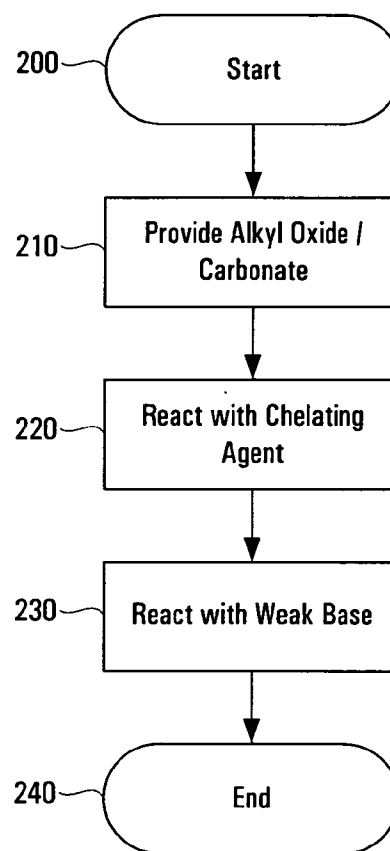 200
Start
210
Provide Alkyl Oxide /
Carbonate
220
React with Chelating
Agent
230
React with Weak Base
240
End